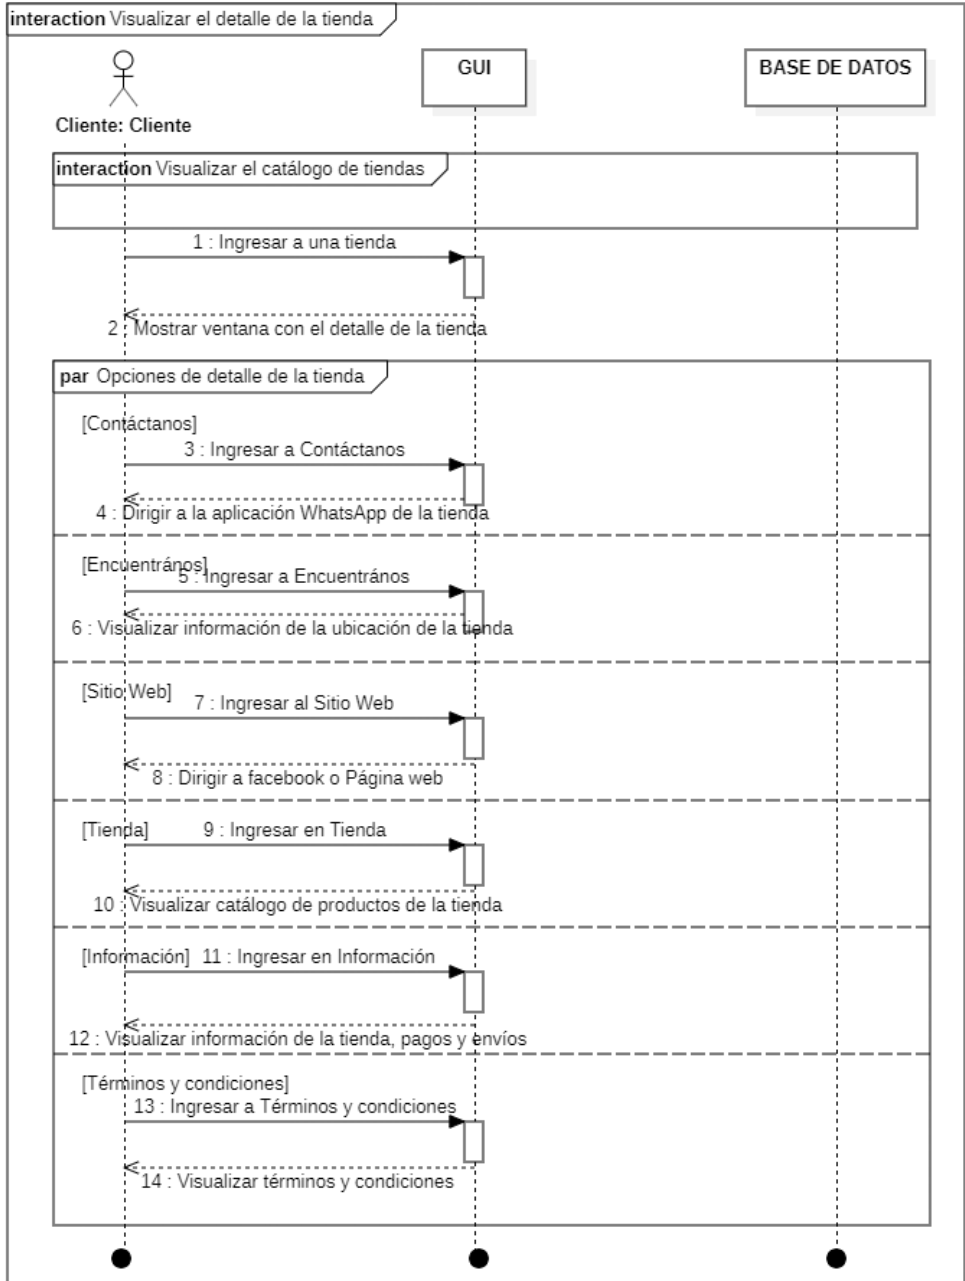 interaction Visualizar el detalle de la tienda
GUI
BASE DE DATOS
Cliente: Cliente
interaction Visualizar el catálogo de tiendas
1 : Ingresar a una tienda
2 : Mostrar ventana con el detalle de la tienda
par Opciones de detalle de la tienda
[Contáctanos]
3 : Ingresar a Contáctanos
4 : Dirigir a la aplicación WhatsApp de la tienda
[Encuentrános]
5 : Ingresar a Encuentrános
6 : Visualizar información de la ubicación de la tienda
[Sitio Web]
7 : Ingresar al Sitio Web
8 : Dirigir a facebook o Página web
[Tienda]
9 : Ingresar en Tienda
10 : Visualizar catálogo de productos de la tienda
[Información]
11 : Ingresar en Información
12 : Visualizar información de la tienda, pagos y envíos
[Términos y condiciones]
13 : Ingresar a Términos y condiciones
14 : Visualizar términos y condiciones